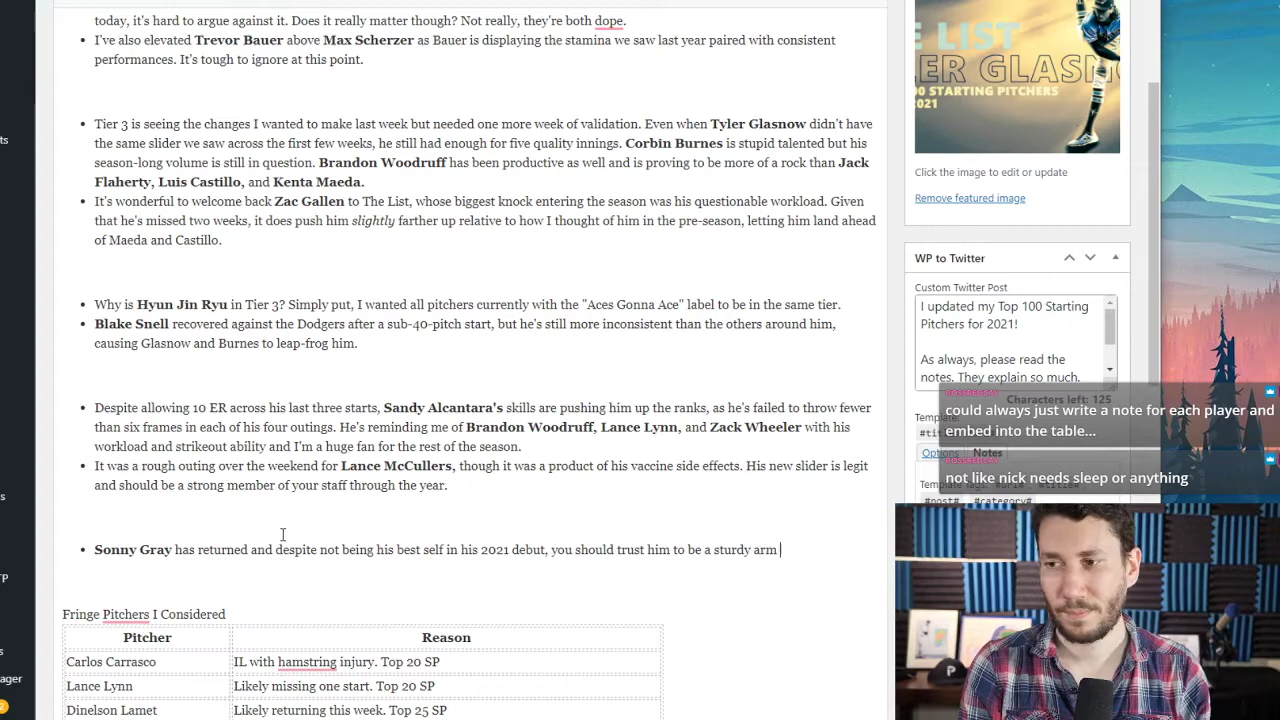 today, it's hard to argue against it. Does it really matter though? Not really, they're both dope.
I've also elevated Trevor Bauer above Max Scherzer as Bauer is displaying the stamina we saw last year paired with consistent
performances. It's tough to ignore at this point.
Tier 3 is seeing the changes I wanted to make last week but needed one more week of validation. Even when Tyler Glasnow didn't have
the same slider we saw across the first few weeks, he still had enough for five quality innings. Corbin Burnes is stupid talented but his
season-long volume is still in question. Brandon Woodruff has been productive as well and is proving to be more of a rock than Jack
Flaherty, Luis Castillo, and Kenta Maeda.
It's wonderful to welcome back Zac Gallen to The List, whose biggest knock entering the season was his questionable workload. Given
that he's missed two weeks, it does push him slightly farther up relative to how I thought of him in the pre-season, letting him land ahead
of Maeda and Castillo.
Why is Hyun Jin Ryu in Tier 3? Simply put, I wanted all pitchers currently with the "Aces Gonna Ace" label to be in the same tier.
Blake Snell recovered against the Dodgers after a sub-40-pitch start, but he's still more inconsistent than the others around him,
causing Glasnow and Burnes to leap-frog him.
Despite allowing 10 ER across his last three starts, Sandy Alcantara's skills are pushing him up the ranks, as he's failed to throw fewer
than six frames in each of his four outings. He's reminding me of Brandon Woodruff, Lance Lynn, and Zack Wheeler with his
workload and strikeout ability and I'm a huge fan for the rest of the season.
It was a rough outing over the weekend for Lance McCullers, though it was a product of his vaccine side effects. His new slider is legit
and should be a strong member of your staff through the year.
Sonny Gray has returned and despite not being his best self in his 2021 debut, you should trust him to be a sturdy arm
Fringe Pitchers I Considered
Pitcher Reason
Carlos Carrasco IL with hamstring injury. Top 20 SP
Lance Lynn Likely missing one start. Top 20 SP
Dinelson Lamet Likely returning this week. Top 25 SP
E LIST
ER GLASN
00 STARTING PITCHERS
2021
Click the image to edit or update
Remove featured image
WP to Twitter
Custom Twitter Post
I updated my Top 100 Starting
Pitchers for 2021!
As always, please read the
notes. They explain so much.
Characters left: 125
could always just write a note for each player and
embed into the table...
Notes
not like nick needs sleep or anything
#post# #category#
ts
s
rP
s
ager
P